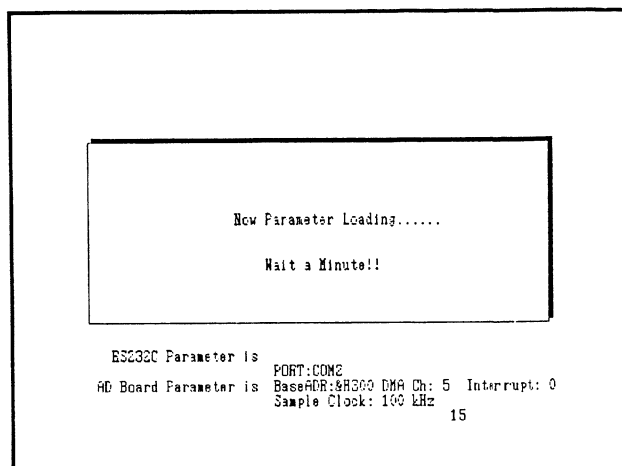 Now Parameter Loading......
Wait a Minute!!
RS232C Parameter is
PORT:COM2
AD Board Parameter is BaseADR:&H300 DMA Ch: 5 Interrupt: 0
Sample Clock: 100 kHz
15